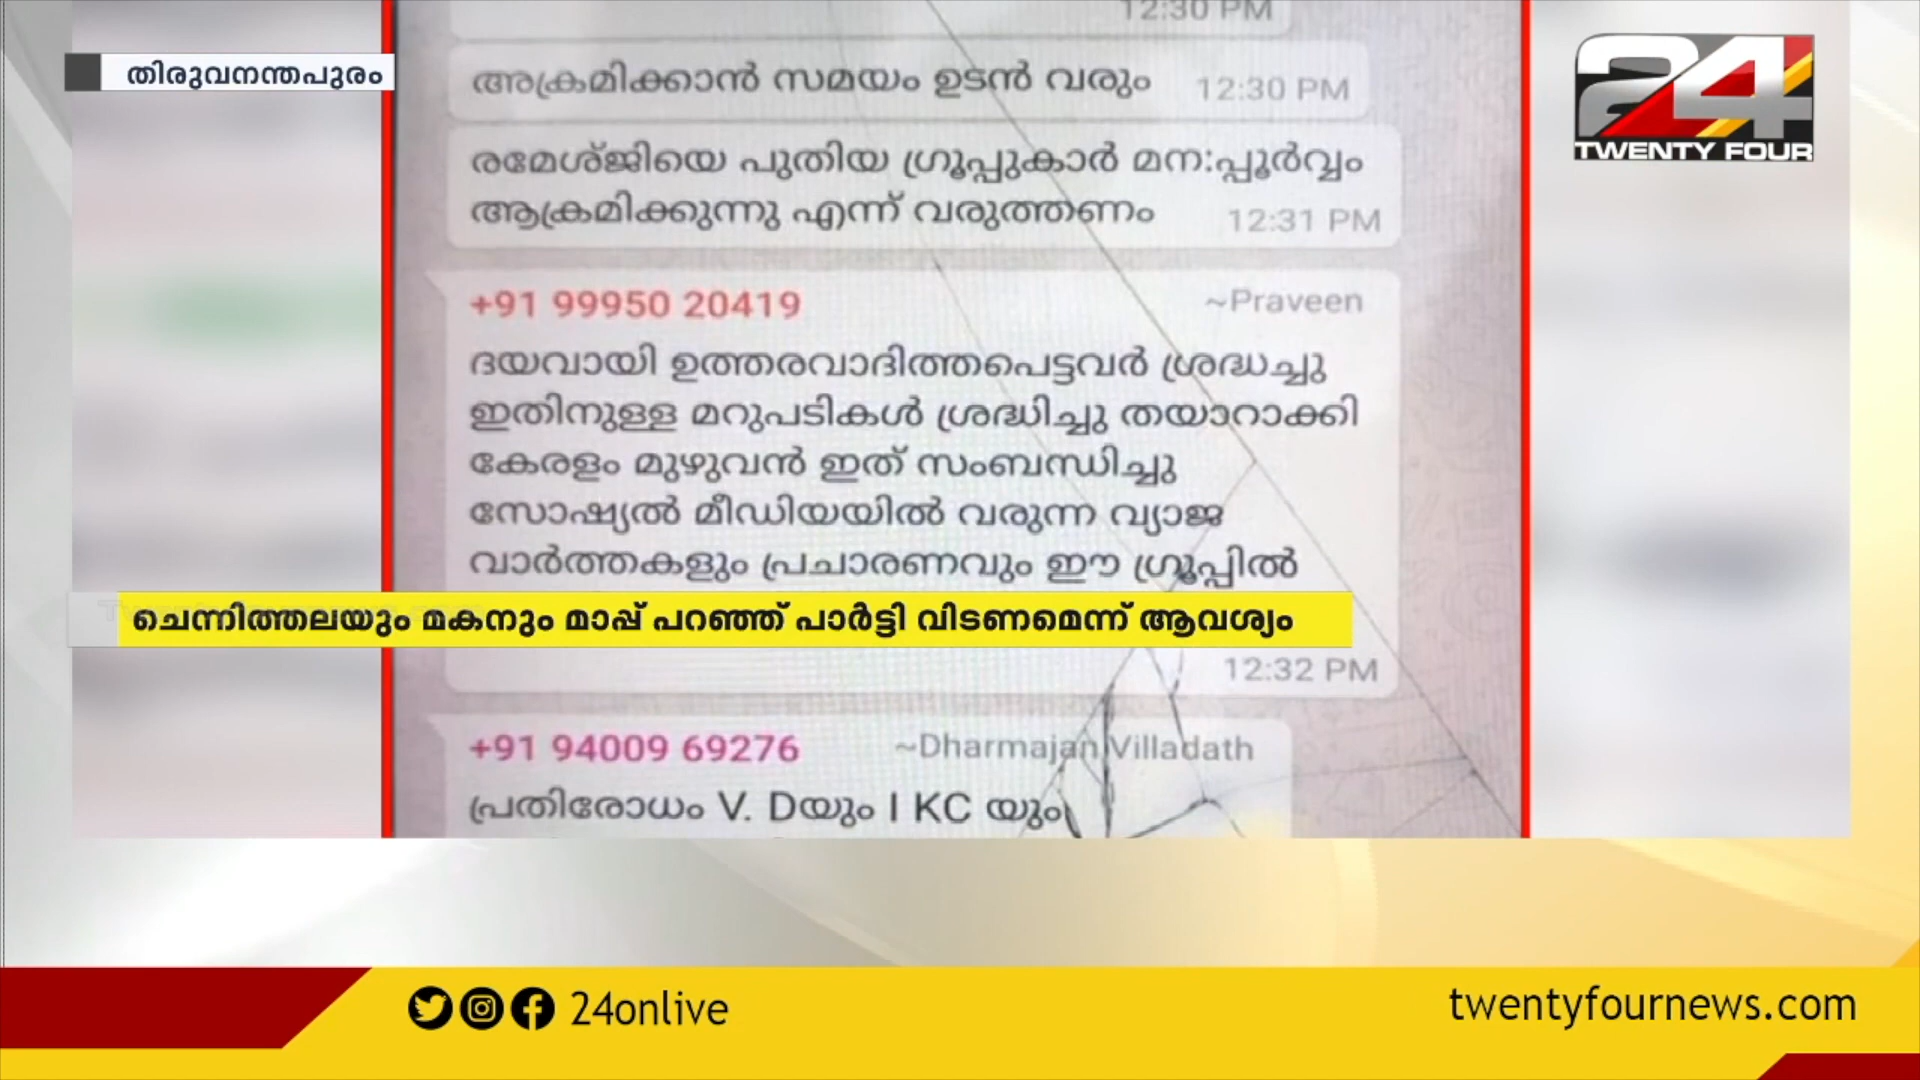 12:30 PM
തിരുവനന്തപുരം
അക്രമിക്കാൻ സമയം ഉടൻ വരും 12:30 PM
രമേശ്ജിയെ പുതിയ ഗ്രൂപ്പുകാർ മന:പ്പൂർവ്വം
ആക്രമിക്കുന്നു എന്ന് വരുത്തണം 12:31 PM
24
TWENTY FOUR
+91 99950 20419 ~Praveen
ദയവായി ഉത്തരവാദിത്തപെട്ടവർ ശ്രദ്ധച്ചു
ഇതിനുള്ള മറുപടികൾ ശ്രദ്ധിച്ചു തയാറാക്കി
കേരളം മുഴുവൻ ഇത് സംബന്ധിച്ചു
സോഷ്യൽ മീഡിയയിൽ വരുന്ന വ്യാജ
വാർത്തകളും പ്രചാരണവും ഈ ഗ്രൂപ്പിൽ
ചെന്നിത്തലയും മകനും മാപ്പ് പറഞ്ഞ് പാർട്ടി വിടണമെന്ന് ആവശ്യം
12:32 PM
+91 94009 69276 ~Dharmajan Villadath
പ്രതിരോധം V. Dയും I KC യും
24onlive
twentyfournews.com